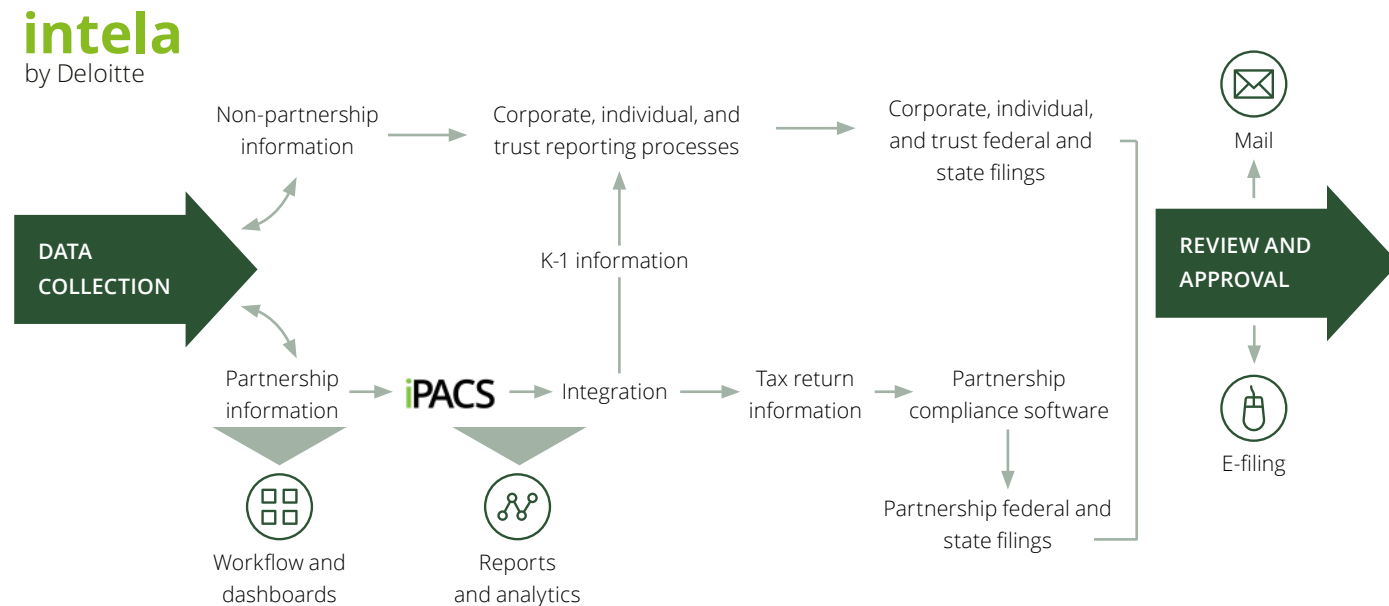 intela
by Deloitte
Non-partnership
information
Corporate, individual, and
trust reporting processes
Corporate, individual,
and trust federal and
state filings
Mail
DATA
COLLECTION
K-1 information
REVIEW AND
APPROVAL
Partnership
information
iPACS
Integration
Tax return
information
Partnership
compliance software
E-filing
Partnership federal and
state filings
Workflow and
dashboards
Reports
and analytics